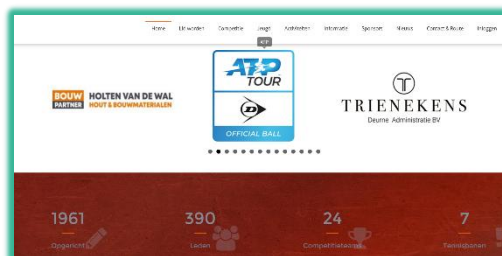 Home Lid worden Competitie Jeugd Activiteiten Informatie Sponsors Nieuws Contact & Route Inloggen
BOUW PARTNER HOLTEN VAN DE WAL
HOUT & BOUWMATERIALEN
ATP
TOUR
OFFICIAL BALL
TRIENEKENS
Deurne Administratie BV
1961 390 24 7
Opgericht Leden Competitieteams Tennisbanen